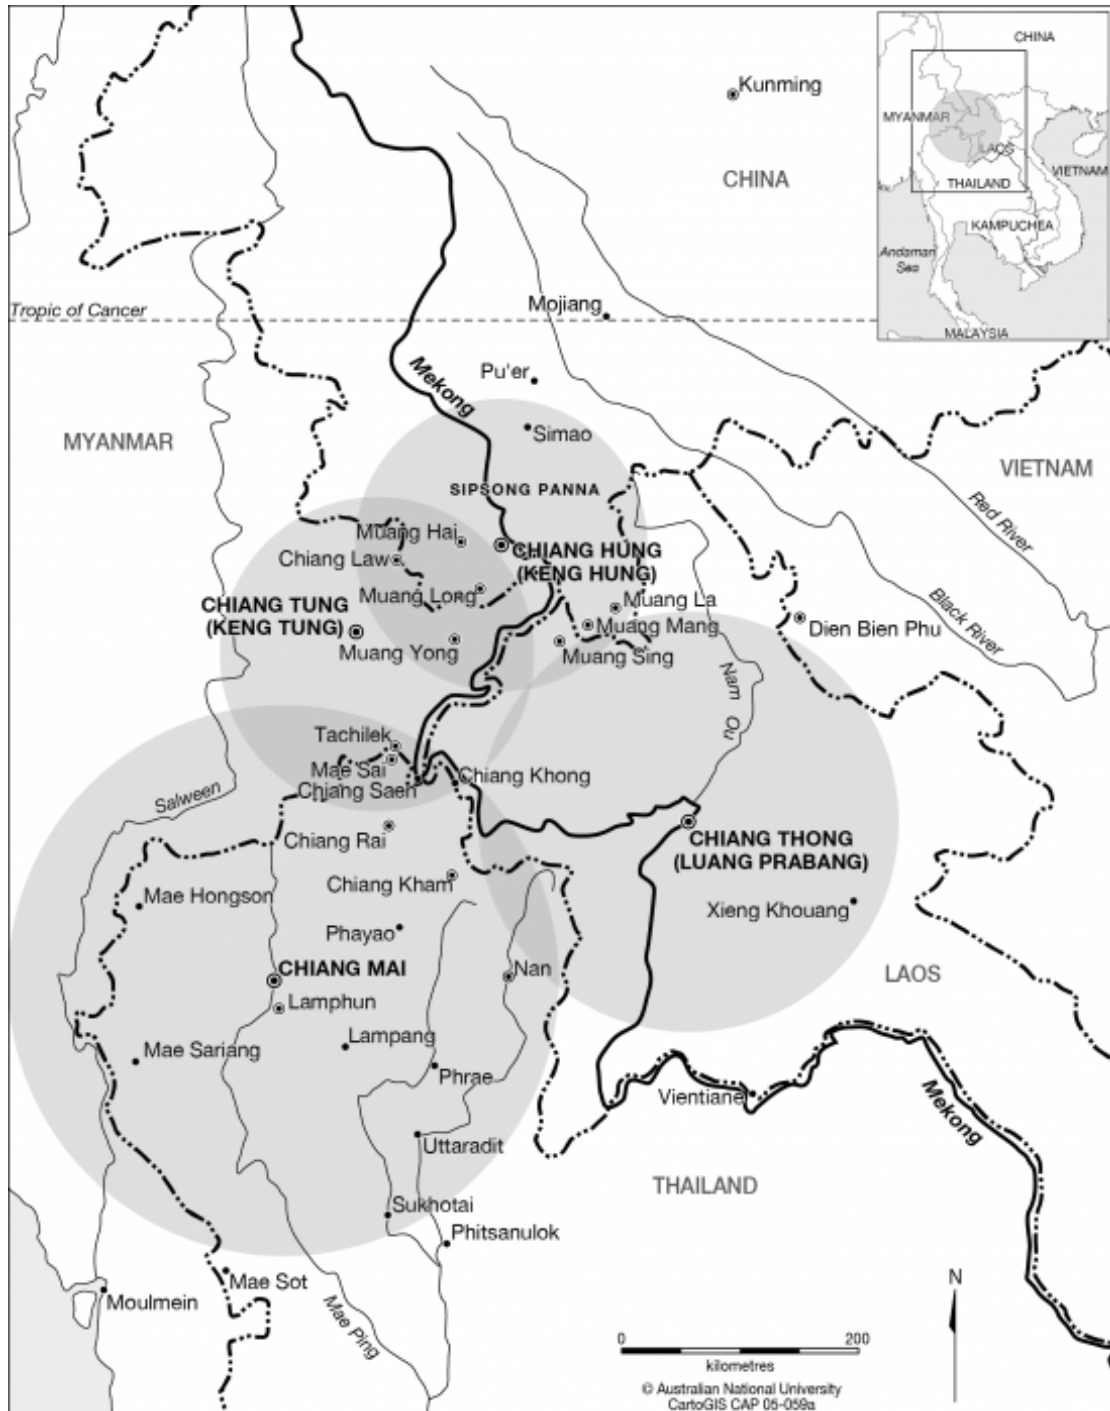 CHINA
MYANMAR
LAOS
VIETNAM
THAILAND
KAMPUCHEA
Andaman
Sea
MALAYSIA
Kunming
CHINA
Tropic of Cancer
Mojiang
Mekong
Pu'er
Simao
MYANMAR
VIETNAM
SIPSONG PANNA
Red River
Muang Hai
CHIANG HUNG
(KENG HUNG)
Chiang Law
Muang Long
CHIANG TUNG
(KENG TUNG)
Muang La
Muang Mang
Muang Sing
Muang Yong
Dien Bien Phu
Black River
Nam Ou
Tachilek
Mae Sai
Chiang Saen
Chiang Khong
Salween
Chiang Rai
CHIANG THONG
(LUANG PRABANG)
Chiang Kham
Mae Hongson
Xieng Khouang
Phayao
CHIANG MAI
Nan
LAOS
Lamphun
Lampang
Mae Sariang
Phrae
Vientiane
Mekong
Uttaradit
THAILAND
Sukhotai
Phitsanulok
Mae Sot
Moulmein
Mae Ping
N
0 200
kilometres
© Australian National University
CartoGIS CAP 05-059a